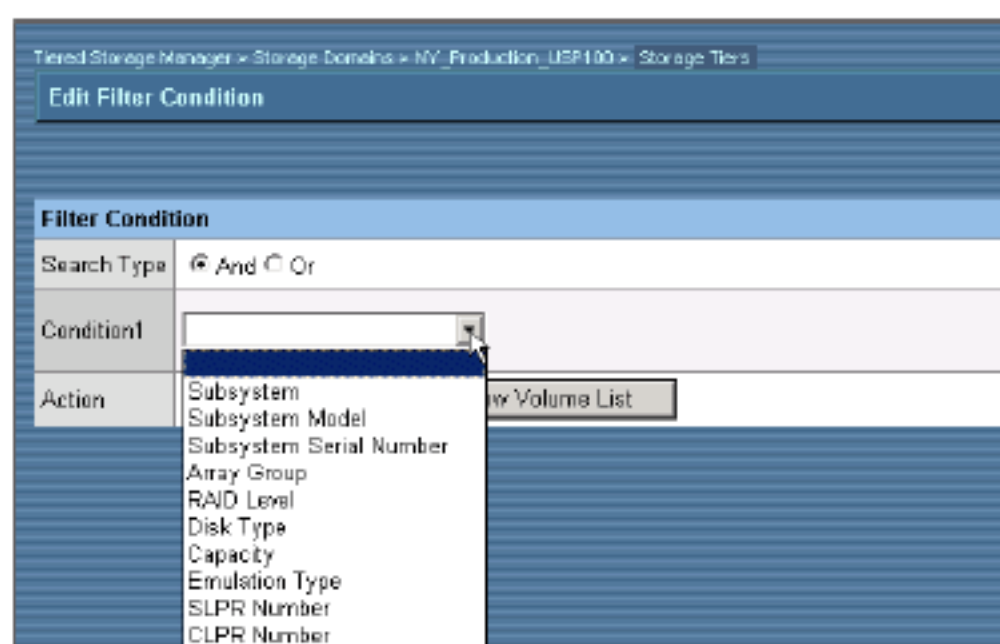 Tiered Storage Manager > Storage Domains > NY_Production_USP100 > Storage Tiers
Edit Filter Condition
Filter Condition
Search Type And Or
Condition1
Action w Volume List
Subsystem
Subsystem Model
Subsystem Serial Number
Array Group
RAID Level
Disk Type
Capacity
Emulation Type
SLPR Number
CLPR Number